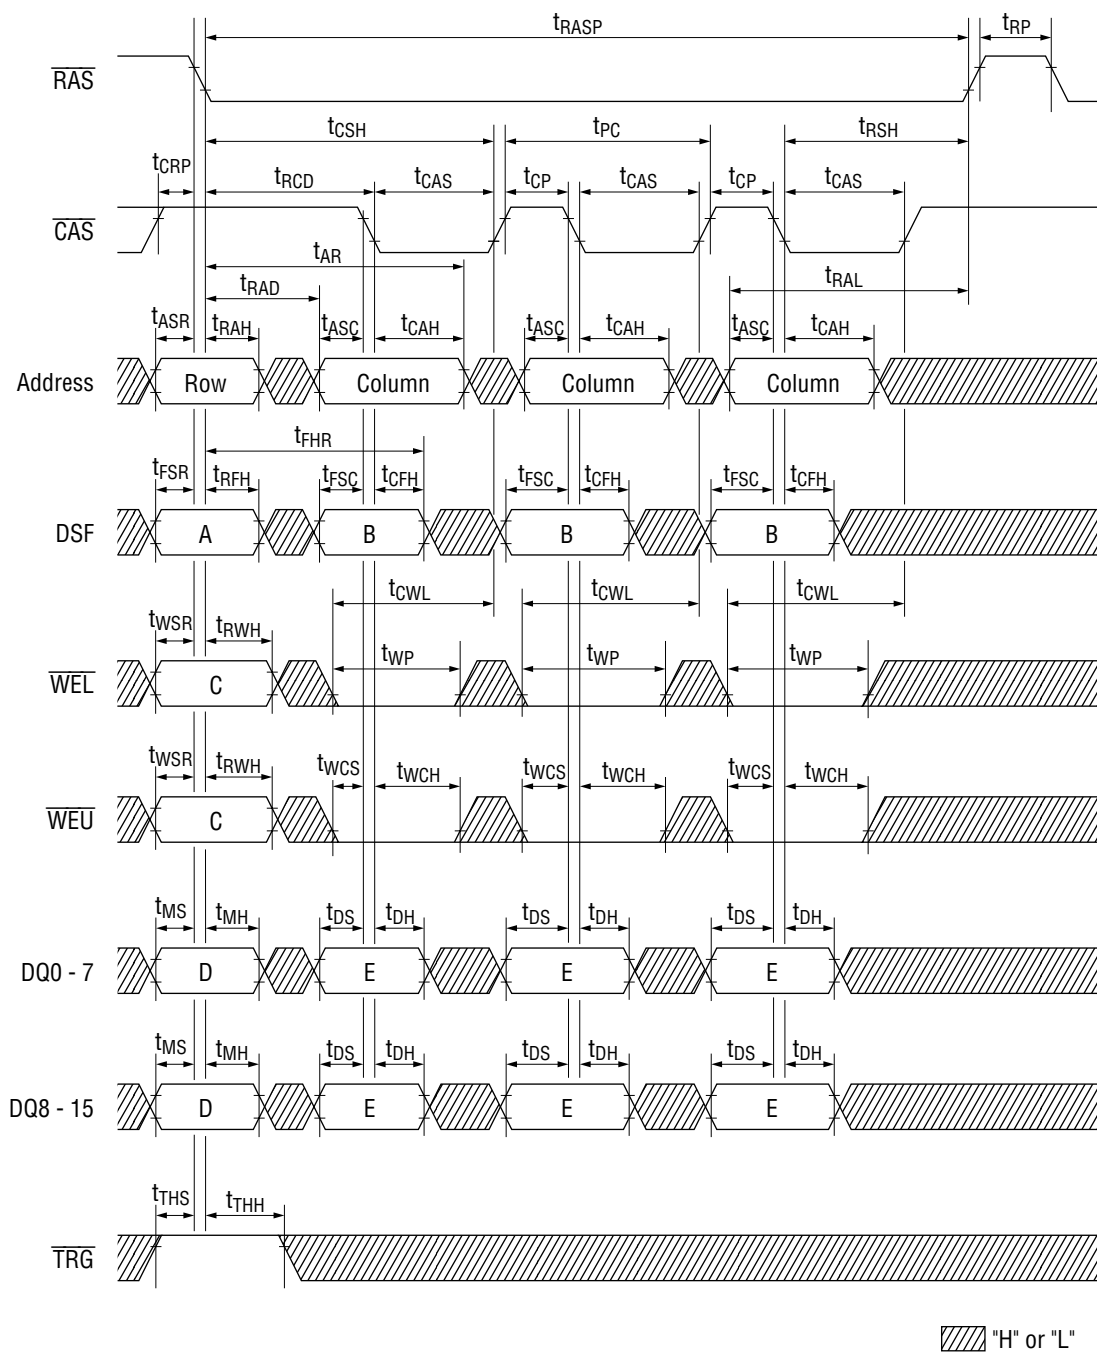 tRASP tRP
RAS
tCSH tPC tRSH
tCRP tRCD tCAS tCP tCAS tCP tCAS
CAS
tAR
tRAD tRAL
tASR tRAH tASC tCAH tASC tCAH tASC tCAH
Address Row Column Column Column
tFHR
tFSR tRFH tFSC tCFH tFSC tCFH tFSC tCFH
DSF A B B B
tCWL tCWL tCWL
tWSR tRWH tWP tWP tWP
WEL C
tWSR tRWH tWCS tWCH tWCS tWCH tWCS tWCH
WEU C
tMS tMH tDS tDH tDS tDH tDS tDH
DQ0 - 7 D E E E
tMS tMH tDS tDH tDS tDH tDS tDH
DQ8 - 15 D E E E
tTHS tTHH
TRG
"H" or "L"